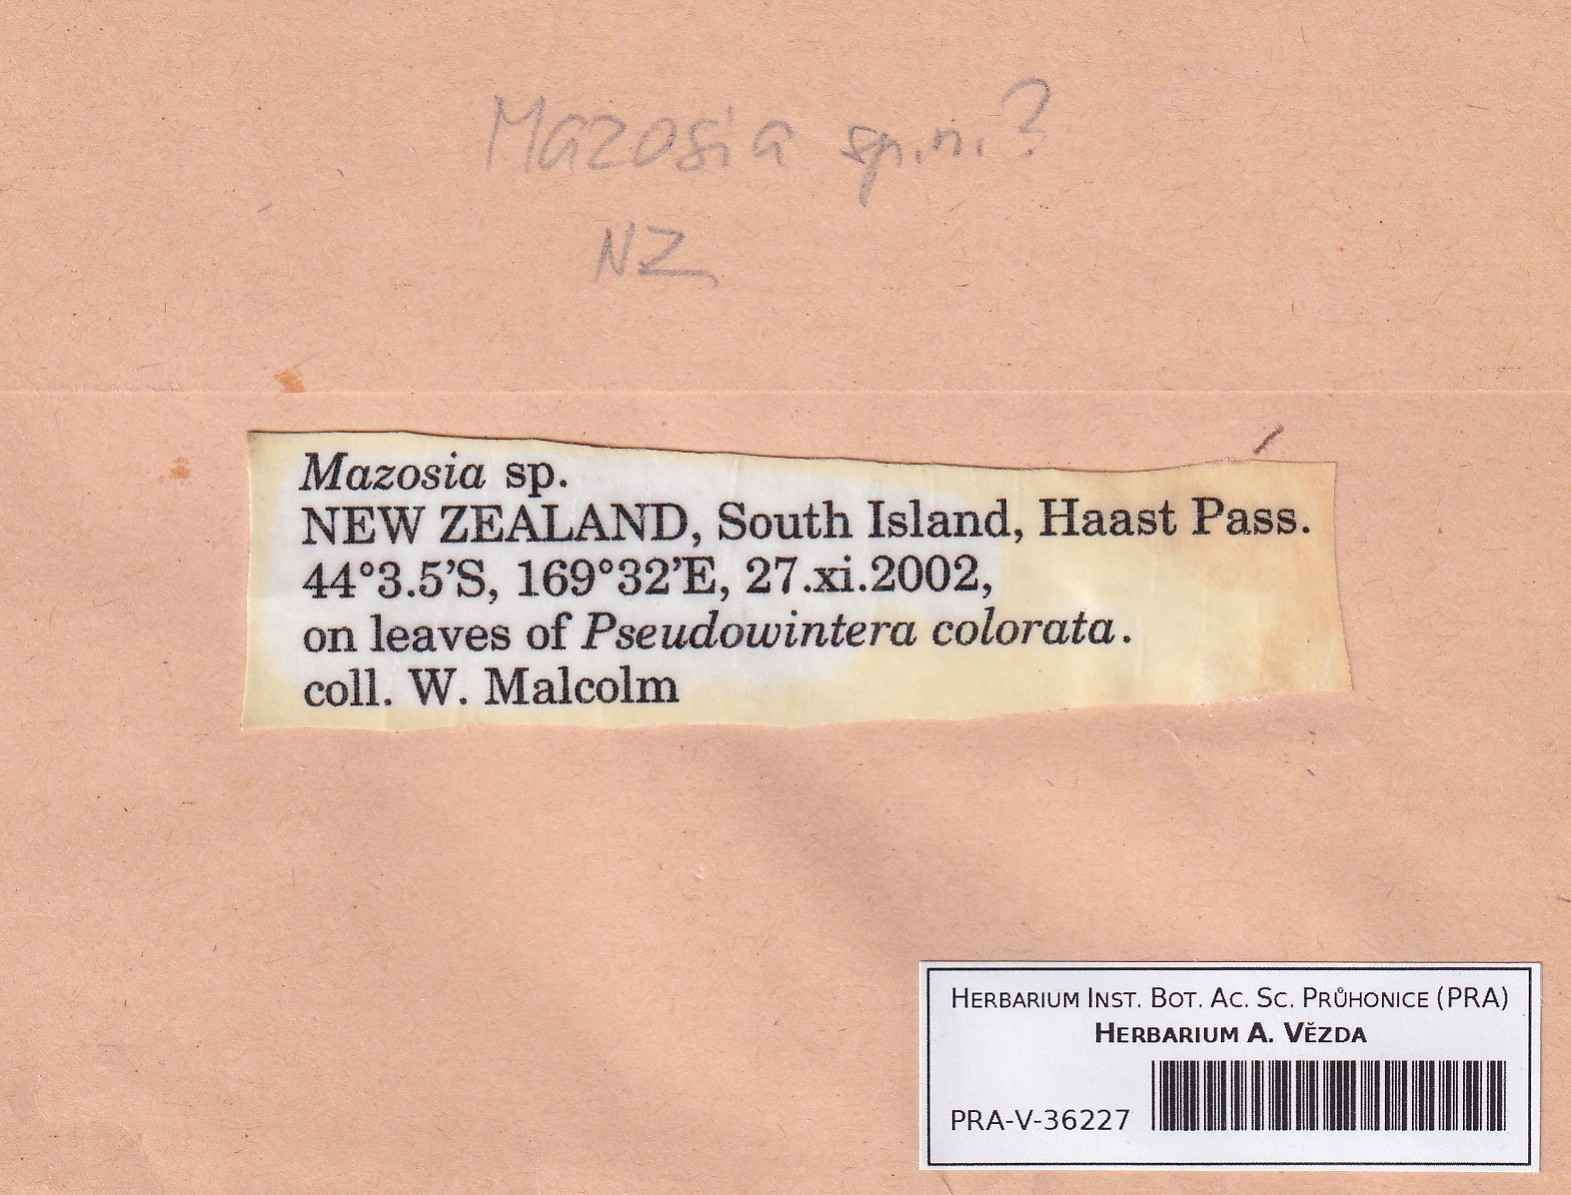 Mazosia sp.n.?
NZ
Mazosia sp.
NEW ZEALAND, South Island, Haast Pass.
44°3.5’S, 169°32’E, 27.xi.2002,
on leaves of Pseudowintera colorata.
coll. W. Malcolm
HERBARIUM INST. BOT. AC. SC. PRŮHONICE (PRA)
HERBARIUM A. VĚZDA
PRA-V-36227